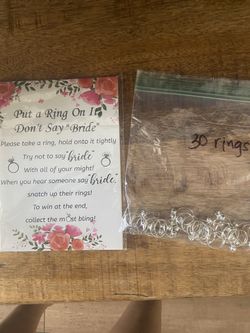 Put a Ring On It
Don't Say "Bride"
Please take a ring, hold onto it tightly
Try not to say "bride"
With all of your might!
When you hear someone say "bride,"
snatch up their rings!
To win at the end,
collect the most bling!
30 rings